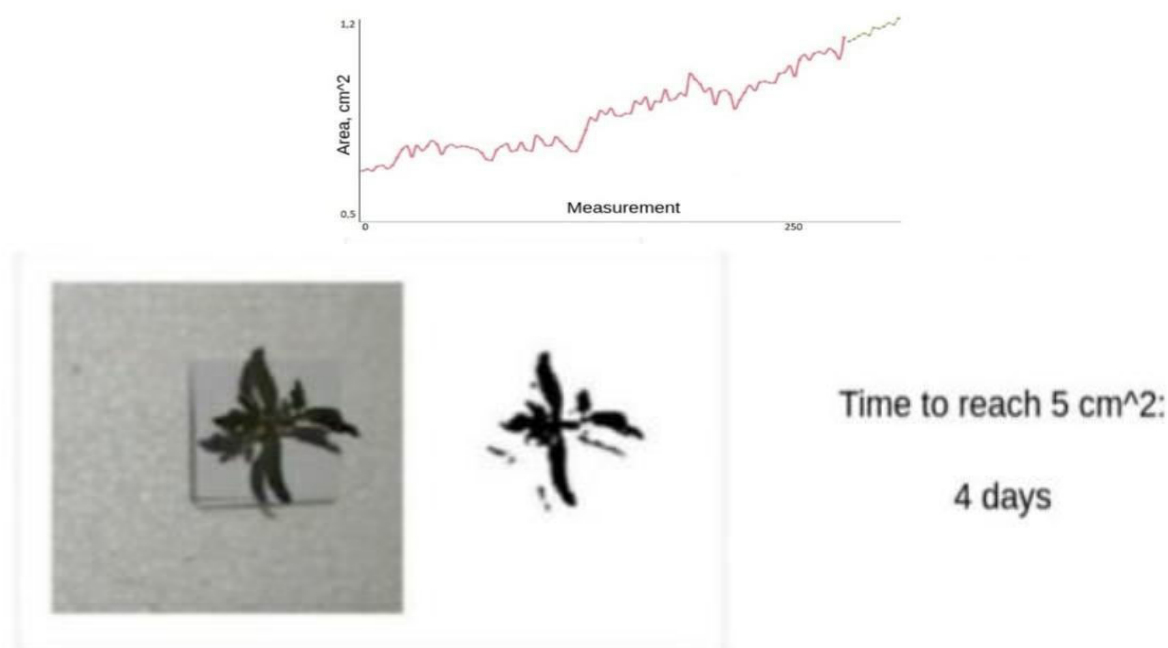 1,2
Area, cm^2
0,5
Measurement
0
250
Time to reach 5 cm^2:
4 days